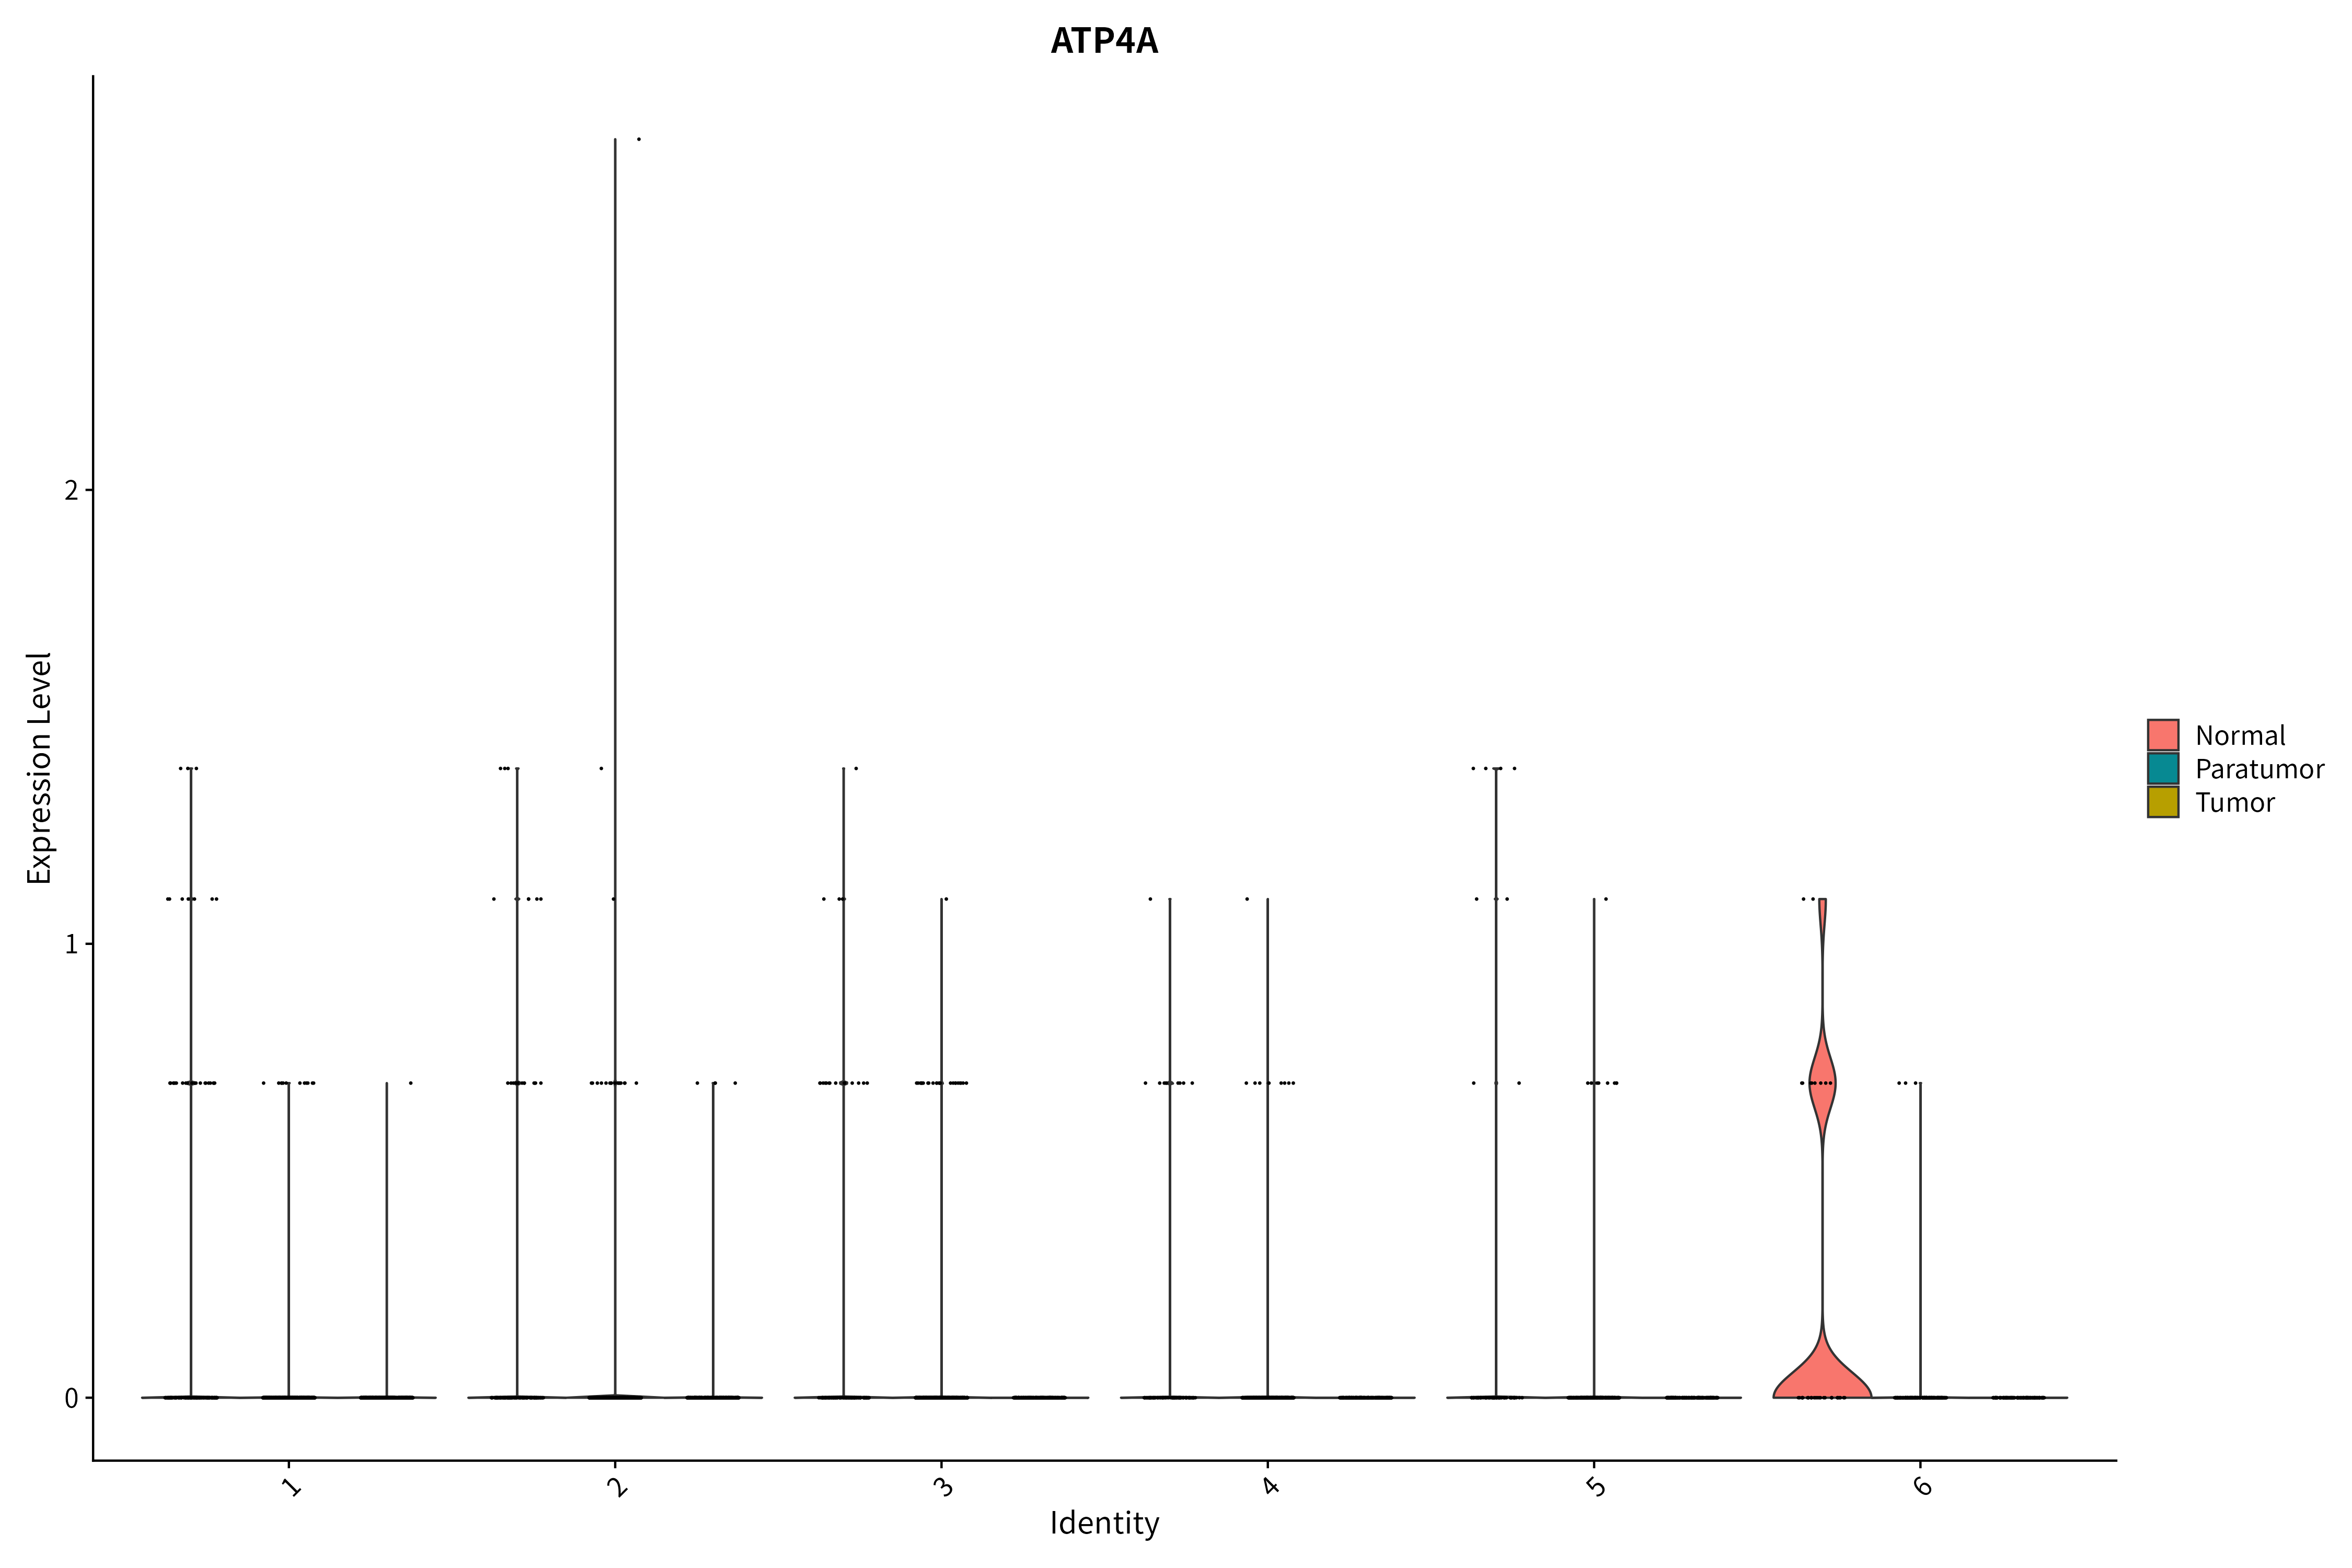 ATP4A
Expression Level
2
1
0
1
2
3
4
5
6
Identity
Normal
Paratumor
Tumor